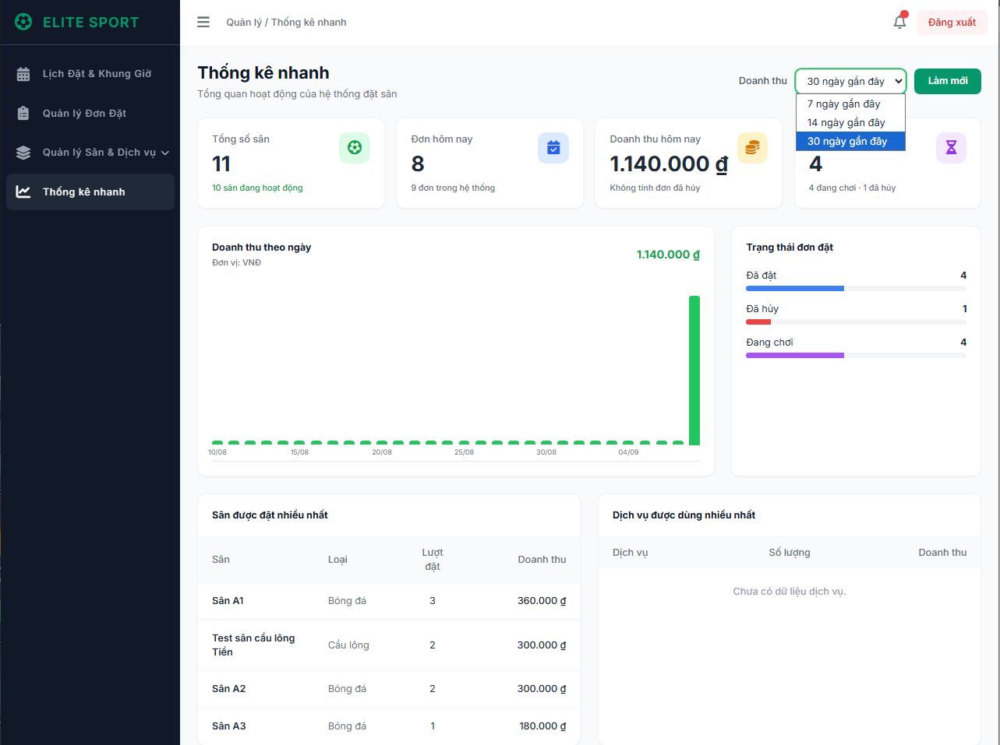 ELITE SPORT
Lịch Đặt & Khung Giờ
Quản lý Đơn Đặt
Quản lý Sân & Dịch vụ
Thống kê nhanh
Quản lý / Thống kê nhanh
Đăng xuất
Thống kê nhanh
Tổng quan hoạt động của hệ thống đặt sân
Doanh thu
30 ngày gần đây
Làm mới
7 ngày gần đây
14 ngày gần đây
30 ngày gần đây
Tổng số sân
11
10 sân đang hoạt động
Đơn hôm nay
8
9 đơn trong hệ thống
Doanh thu hôm nay
1.140.000 ₫
Không tính đơn đã hủy
4
4 đang chơi · 1 đã hủy
Doanh thu theo ngày
Đơn vị: VNĐ
1.140.000 ₫
10/08 15/08 20/08 25/08 30/08 04/09
Trạng thái đơn đặt
Đã đặt 4
Đã hủy 1
Đang chơi 4
Sân được đặt nhiều nhất
Sân Loại Lượt Doanh thu
đặt
Sân A1 Bóng đá 3 360.000 ₫
Test sân cầu lông Cầu lông 2 300.000 ₫
Tiến
Sân A2 Bóng đá 2 300.000 ₫
Sân A3 Bóng đá 1 180.000 ₫
Dịch vụ được dùng nhiều nhất
Dịch vụ Số lượng Doanh thu
Chưa có dữ liệu dịch vụ.